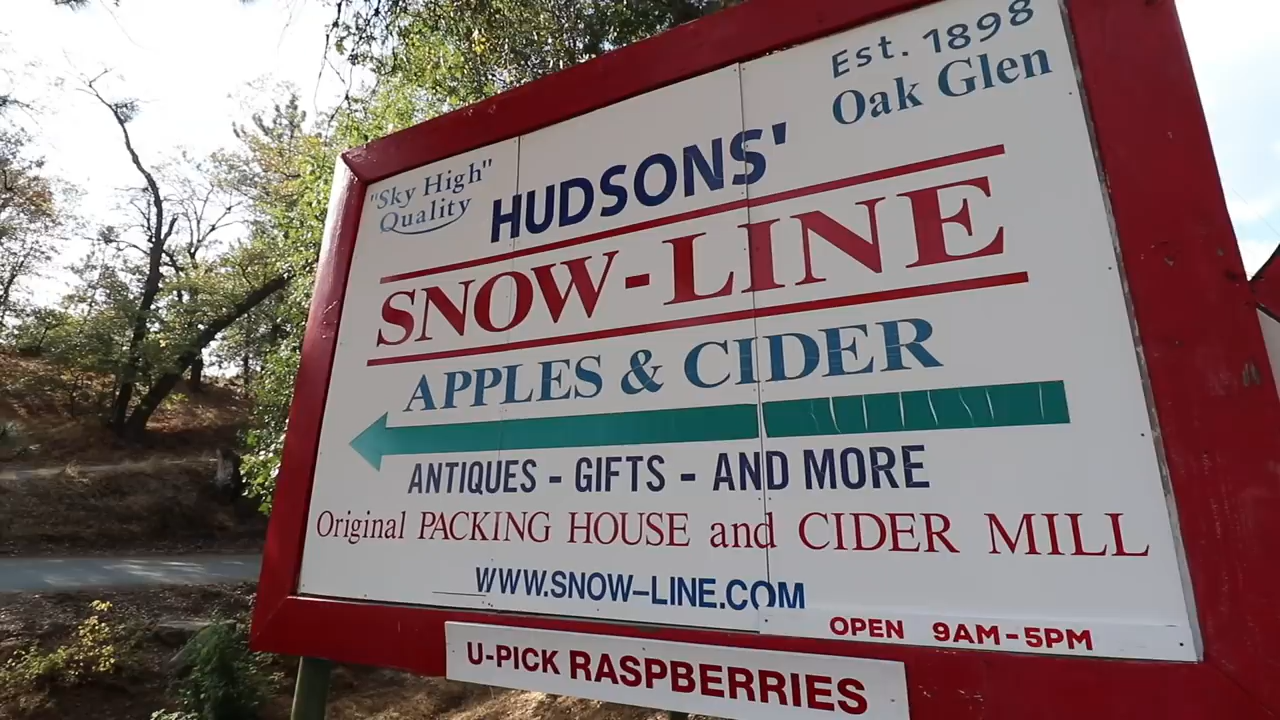 Est. 1898
Oak Glen
"Sky High"
Quality
HUDSONS'
SNOW-LINE
APPLES & CIDER
ANTIQUES - GIFTS - AND MORE
Original PACKING HOUSE and CIDER MILL
WWW.SNOW-LINE.COM
OPEN 9AM-5PM
U-PICK RASPBERRIES